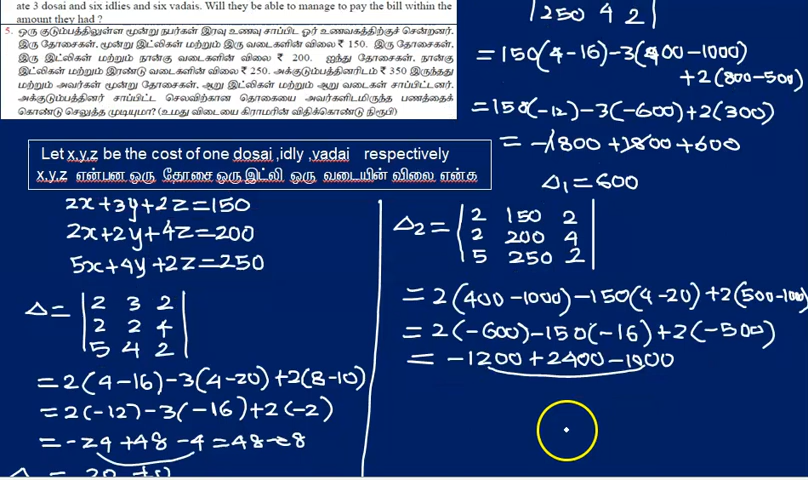 ate 3 dosai and six idlies and six vadais. Will they be able to manage to pay the bill within the
amount they had ?
5. ஒரு குடும்பத்திலுள்ள மூன்று நபர்கள் இரவு உணவு சாப்பிட ஓர் உணவகத்திற்குச் சென்றனர்.
இரு தோசைகள், மூன்று இட்லிகள் மற்றும் இரு வடைகளின் விலை ₹ 150. இரு தோசைகள்,
இரு இட்லிகள் மற்றும் நான்கு வடைகளின் விலை ₹ 200. ஐந்து தோசைகள், நான்கு
இட்லிகள் மற்றும் இரண்டு வடைகளின் விலை ₹ 250. அக்குடும்பத்தினரிடம் ₹ 350 இருந்தது
மற்றும் அவர்கள் மூன்று தோசைகள், ஆறு இட்லிகள் மற்றும் ஆறு வடைகள் சாப்பிட்டனர்.
அக்குடும்பத்தினர் சாப்பிட்ட செலவிற்கான தொகையை அவர்களிடமிருந்த பணத்தைக்
கொண்டு செலுத்த முடியுமா? (உமது விடையை கிராமரின் விதிக்கொண்டு நிரூபி)
Let x,y,z be the cost of one dosai ,idly ,vadai respectively
x,y,z என்பன ஒரு தோசை ஒரு இட்லி ஒரு வடையின் விலை என்க
2x+3y+2z=150
2x+2y+4z=200
5x+4y+2z=250
Δ= |2 3 2|
|2 2 4|
|5 4 2|
=2(4-16)-3(4-20)+2(8-10)
=2(-12)-3(-16)+2(-2)
=-24+48-4=48-28
|250 4 2|
=150(4-16)-3(400-1000)
+2(800-500)
=150(-12)-3(-600)+2(300)
= -1800+1800+600
Δ1=600
Δ2= |2 150 2|
|2 200 4|
|5 250 2|
=2(400-1000)-150(4-20)+2(500-100
=2(-600)-150(-16)+2(-500)
= -1200+2400-1000